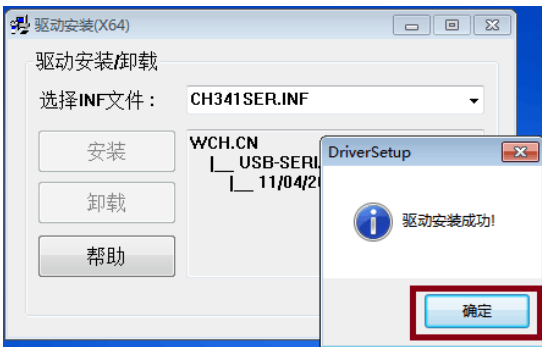 驱动安装(X64)
驱动安装/卸载
选择INF文件：
CH341SER.INF
安装
卸载
帮助
WCH.CN
|__ USB-SERI
|__ 11/04/2
DriverSetup
驱动安装成功!
确定